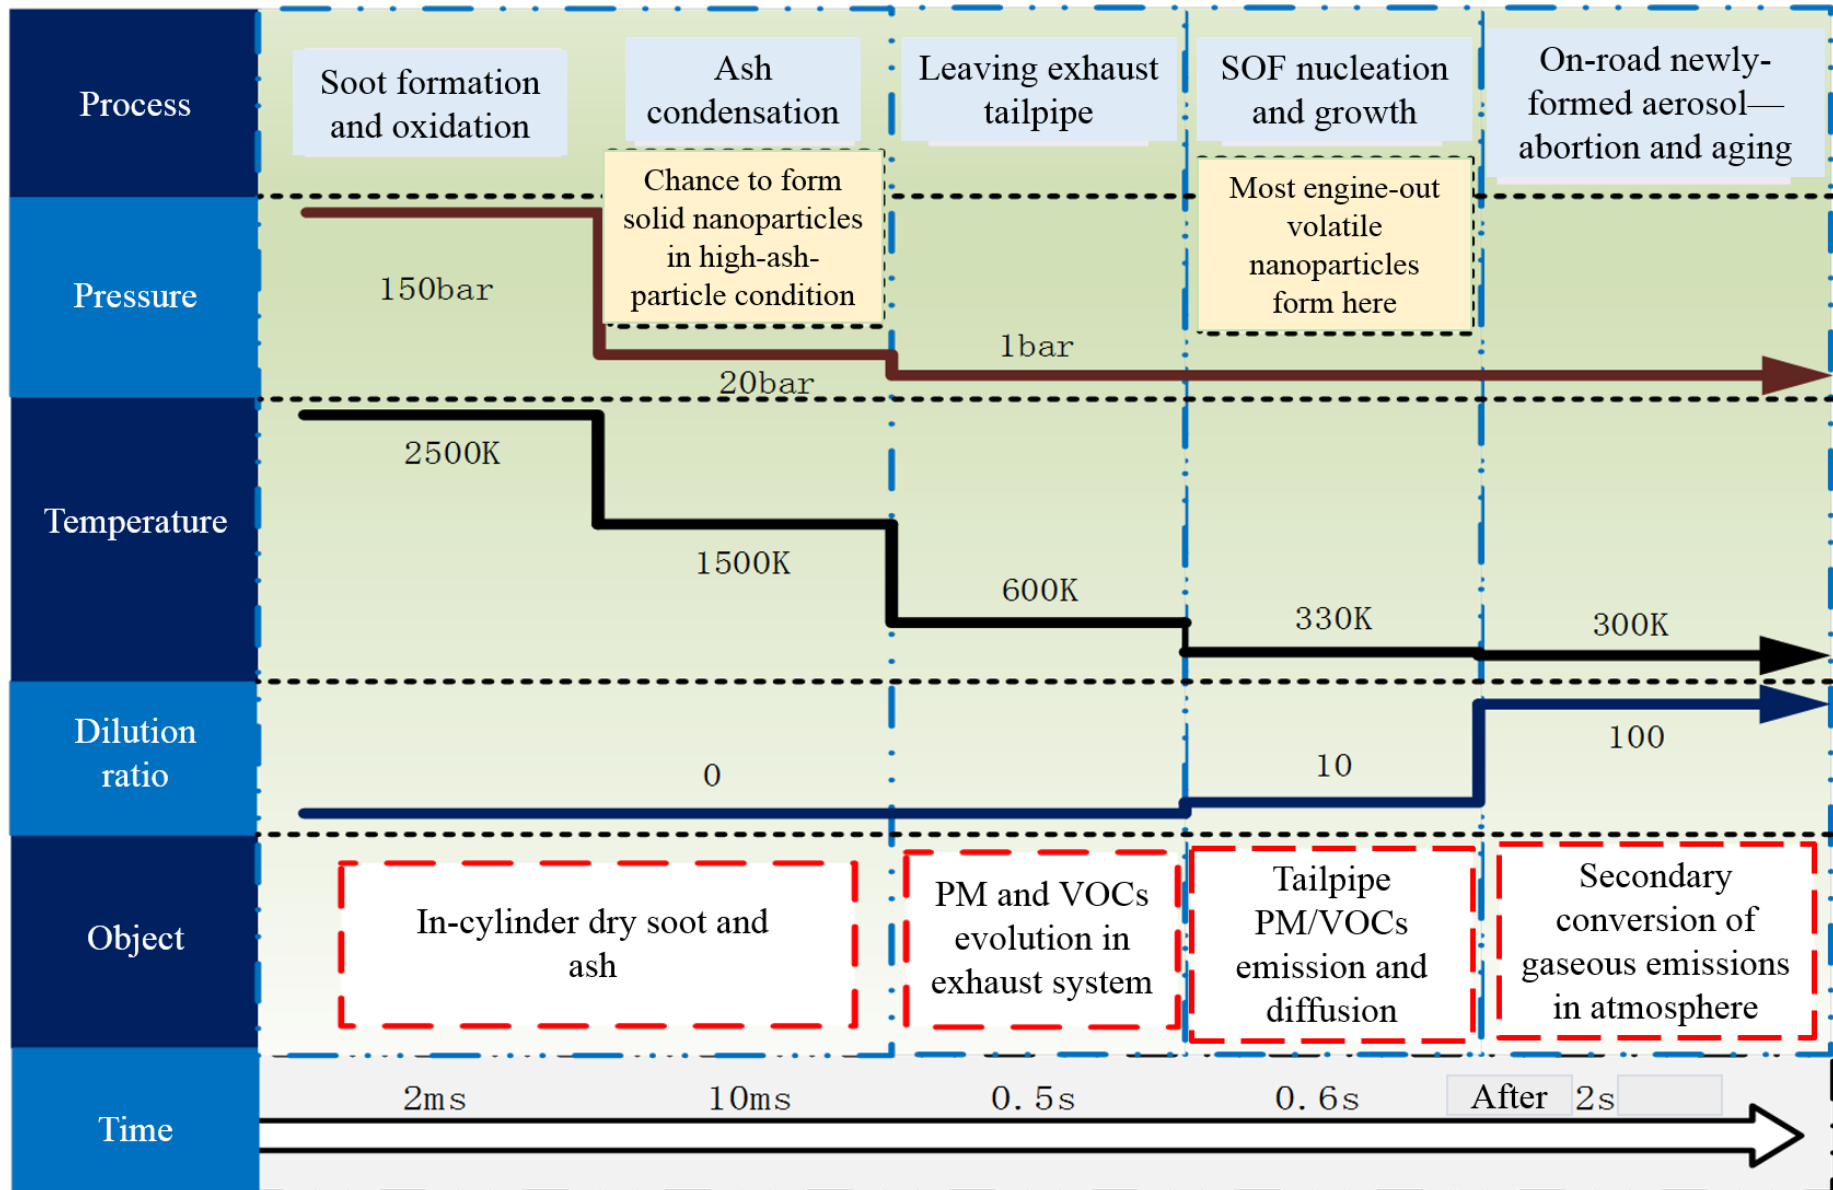 Process
Soot formation
and oxidation
Ash
condensation
Leaving exhaust
tailpipe
SOF nucleation
and growth
On-road newly-
formed aerosol—
abortion and aging
Chance to form
solid nanoparticles
in high-ash-
particle condition
Most engine-out
volatile
nanoparticles
form here
Pressure
150bar
20bar
1bar
Temperature
2500K
1500K
600K
330K
300K
Dilution
ratio
0
10
100
Object
In-cylinder dry soot and
ash
PM and VOCs
evolution in
exhaust system
Tailpipe
PM/VOCs
emission and
diffusion
Secondary
conversion of
gaseous emissions
in atmosphere
Time
2ms
10ms
0.5s
0.6s
After 2s